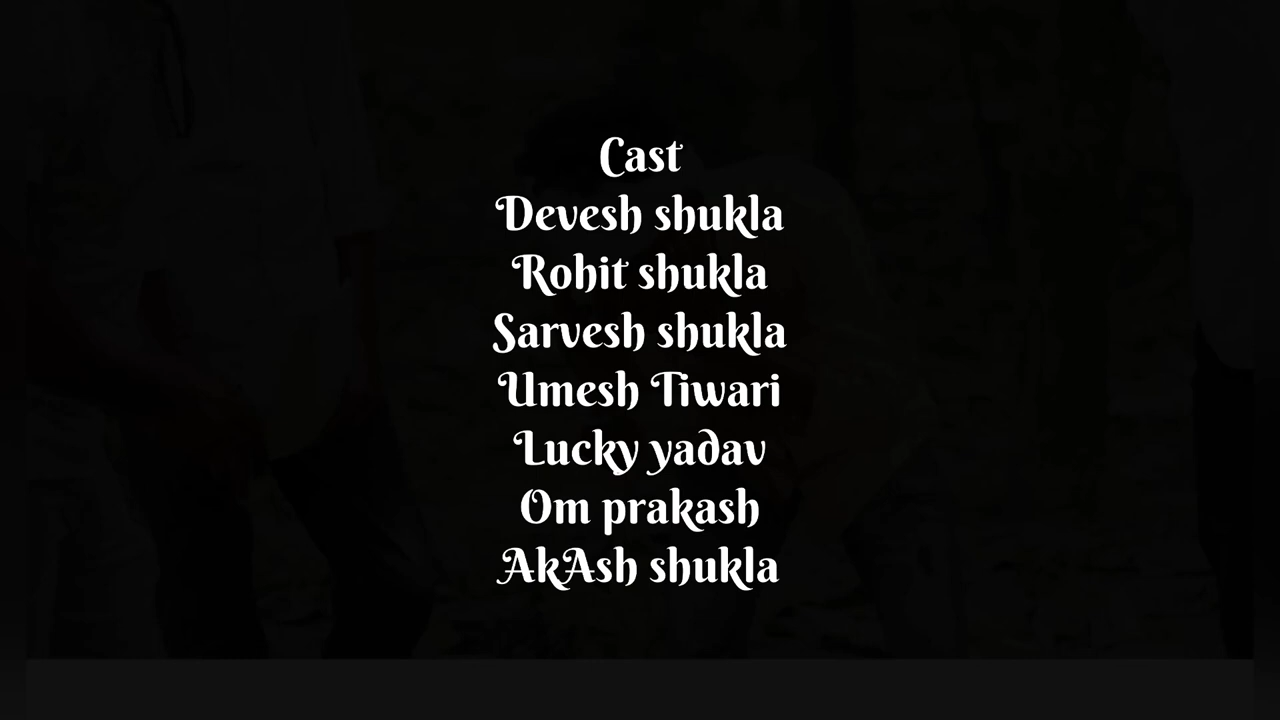 Cast
Devesh shukla
Rohit shukla
Sarvesh shukla
Umesh Tiwari
Lucky yadav
Om prakash
AkAsh shukla